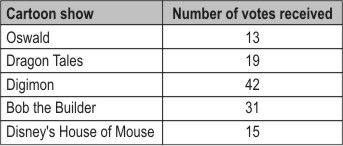 Cartoon show Number of votes received
Oswald 13
Dragon Tales 19
Digimon 42
Bob the Builder 31
Disney's House of Mouse 15